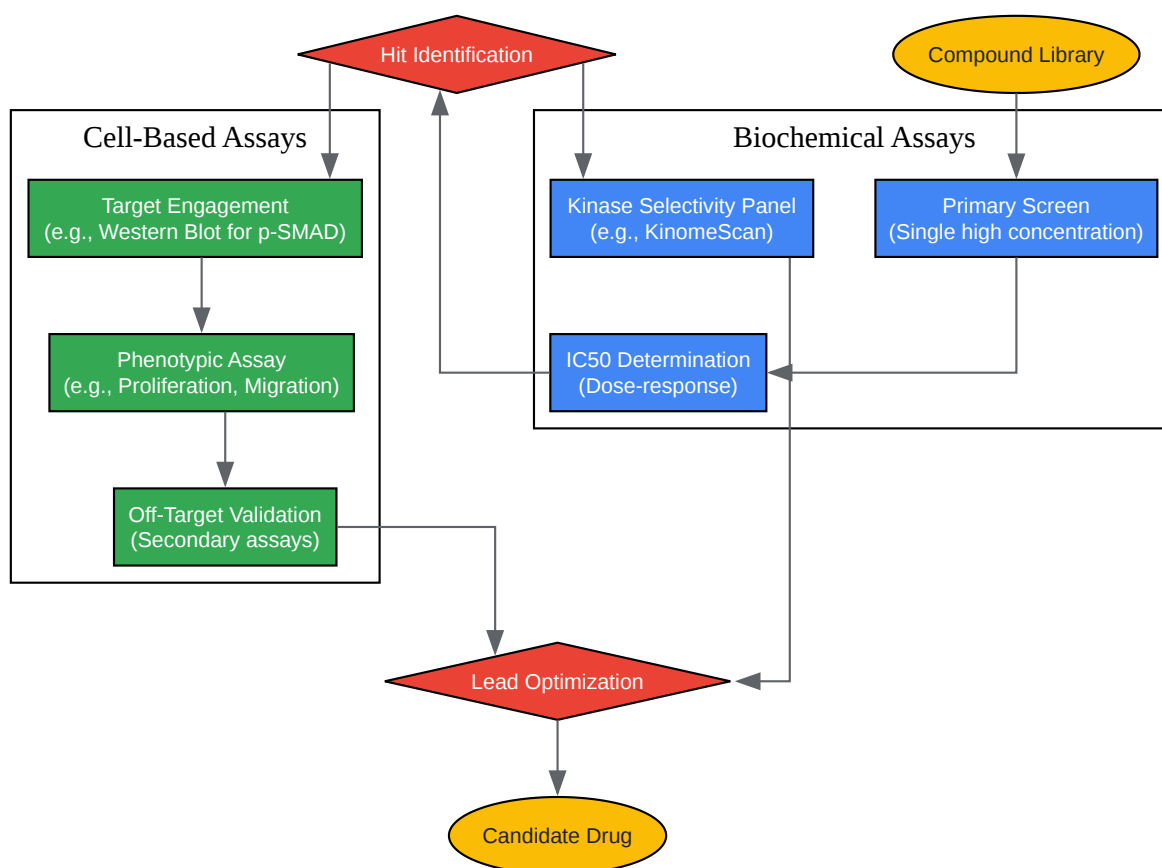 Hit Identification
Compound Library
Cell-Based Assays
Biochemical Assays
Target Engagement
(e.g., Western Blot for p-SMAD)
Kinase Selectivity Panel
(e.g., KinomeScan)
Primary Screen
(Single high concentration)
Phenotypic Assay
(e.g., Proliferation, Migration)
IC50 Determination
(Dose-response)
Off-Target Validation
(Secondary assays)
Lead Optimization
Candidate Drug